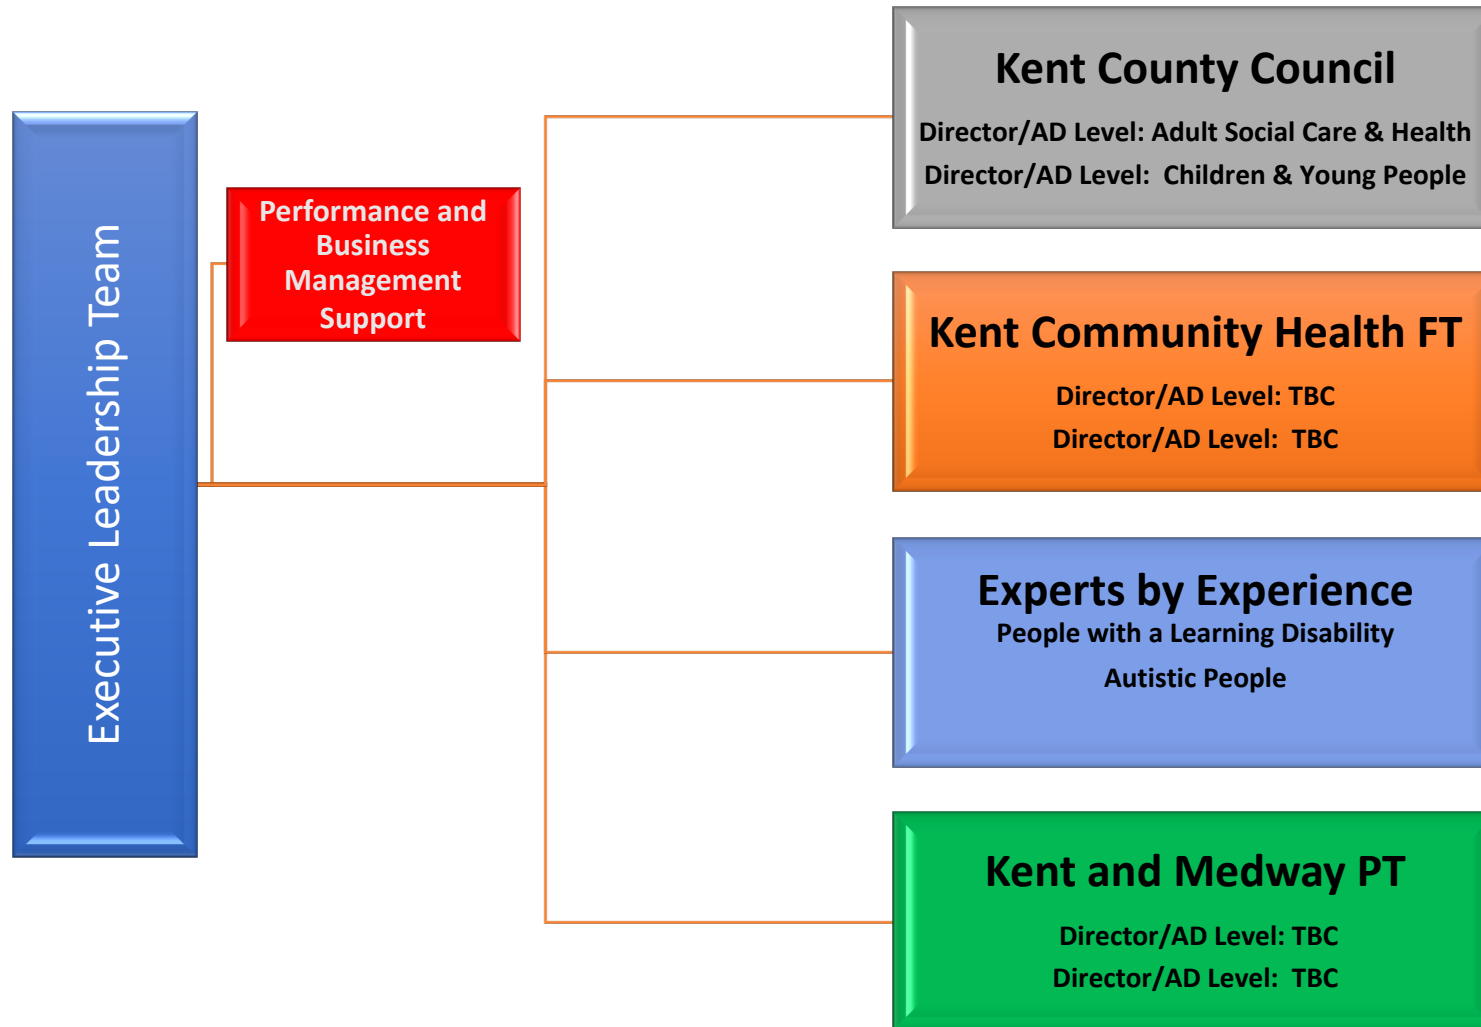 Executive Leadership Team
Performance and
Business
Management
Support
Kent County Council
Director/AD Level: Adult Social Care & Health
Director/AD Level:  Children & Young People
Kent Community Health FT
Director/AD Level: TBC
Director/AD Level:  TBC
Experts by Experience
People with a Learning Disability
Autistic People
Kent and Medway PT
Director/AD Level: TBC
Director/AD Level:  TBC